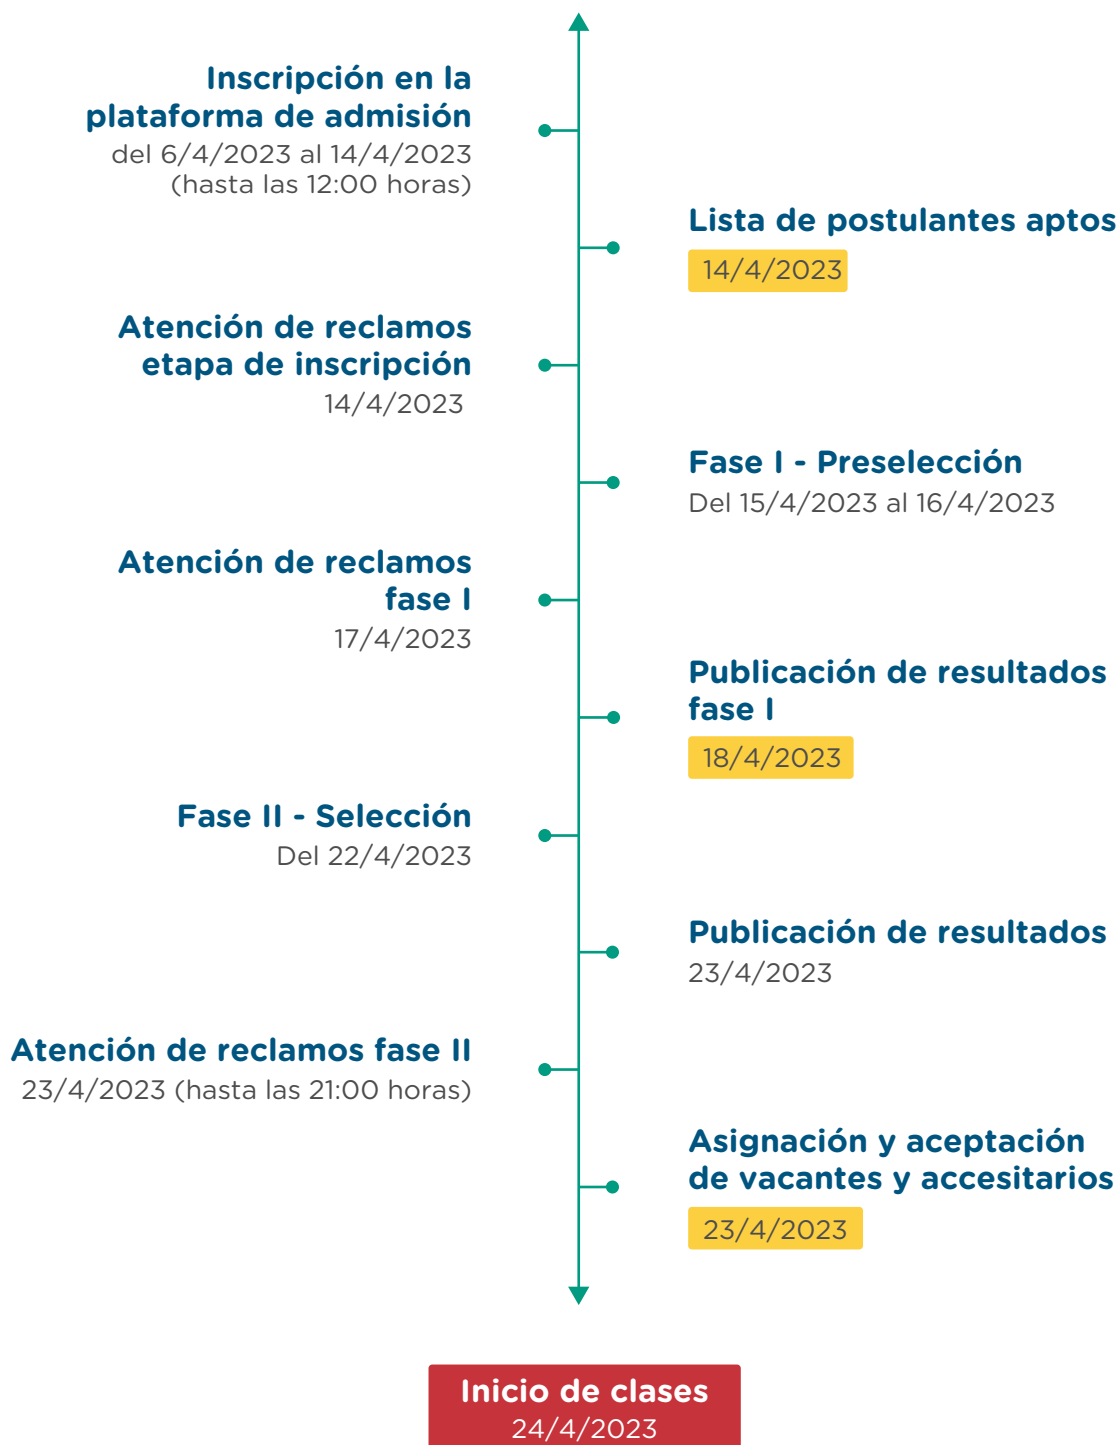 Inscripción en la
plataforma de admisión
del 6/4/2023 al 14/4/2023
(hasta las 12:00 horas)
Lista de postulantes aptos
14/4/2023
Atención de reclamos
etapa de inscripción
14/4/2023
Fase I - Preselección
Del 15/4/2023 al 16/4/2023
Atención de reclamos
fase I
17/4/2023
Publicación de resultados
fase I
18/4/2023
Fase II - Selección
Del 22/4/2023
Publicación de resultados
23/4/2023
Atención de reclamos fase II
23/4/2023 (hasta las 21:00 horas)
Asignación y aceptación
de vacantes y accesitarios
23/4/2023
Inicio de clases
24/4/2023